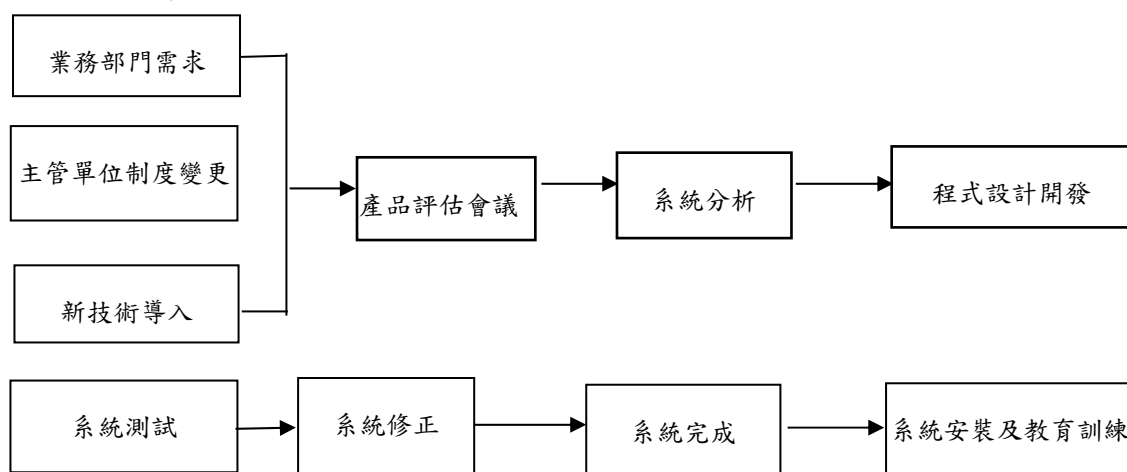 業務部門需求
主管單位制度變更
新技術導入
產品評估會議
系統分析
程式設計開發
系統測試
系統修正
系統完成
系統安裝及教育訓練